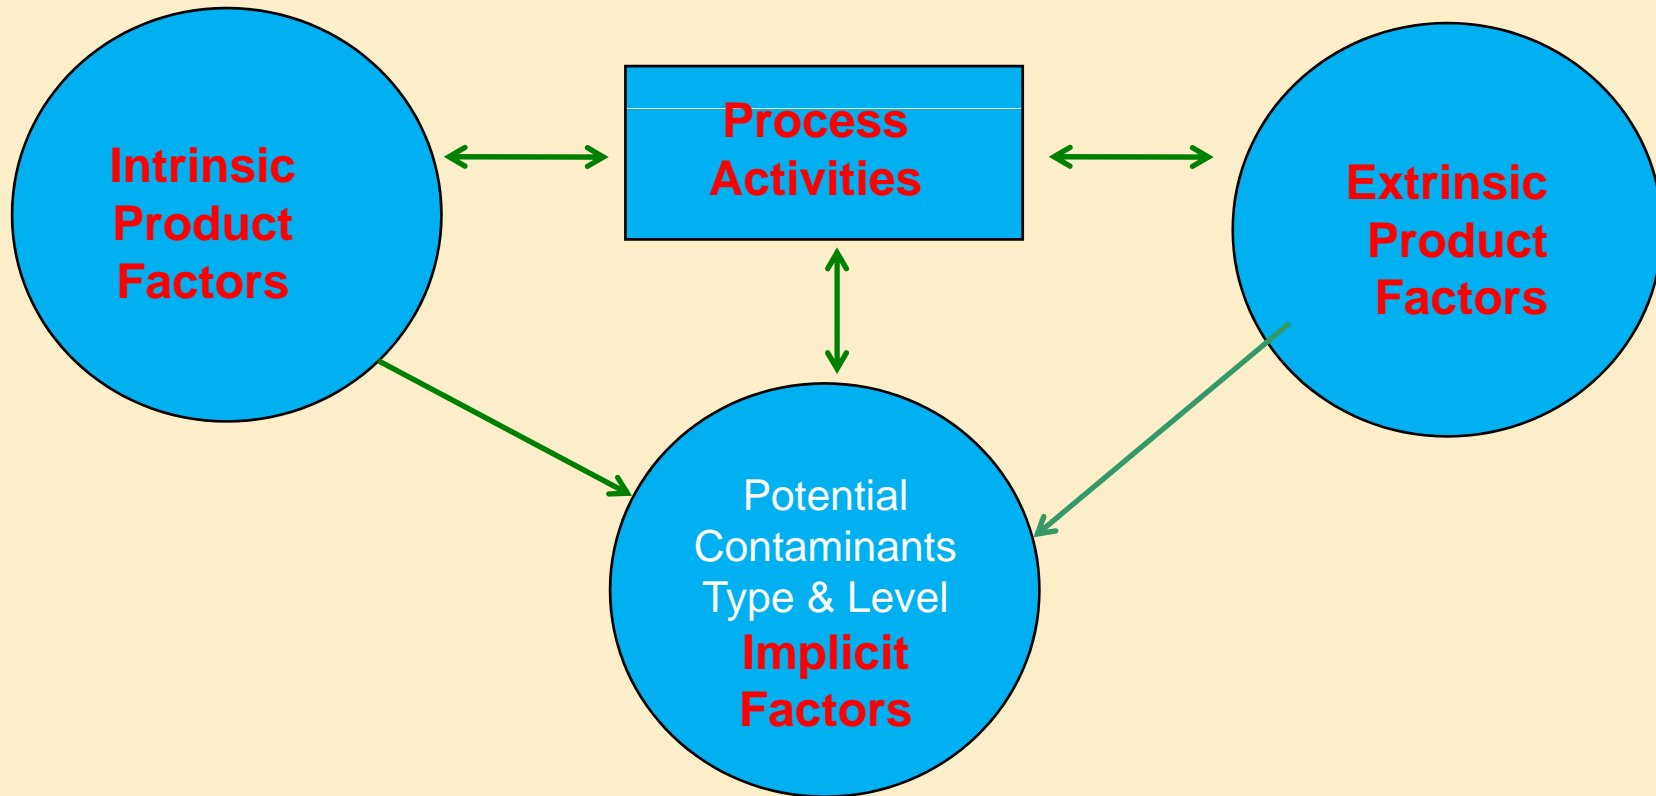 Intrinsic
Product
Factors
Process
Activities
Extrinsic
Product
Factors
Potential
Contaminants
Type & Level
Implicit
Factors